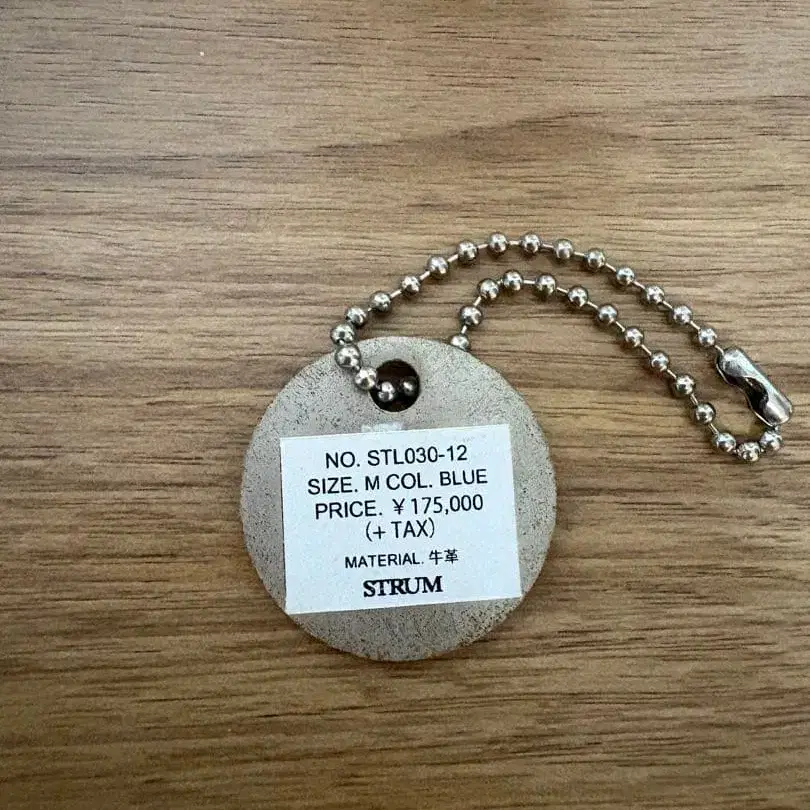 NO. STL030-12
SIZE. M COL. BLUE
PRICE. ¥175,000
(+ TAX)
MATERIAL. 牛革
STRUM